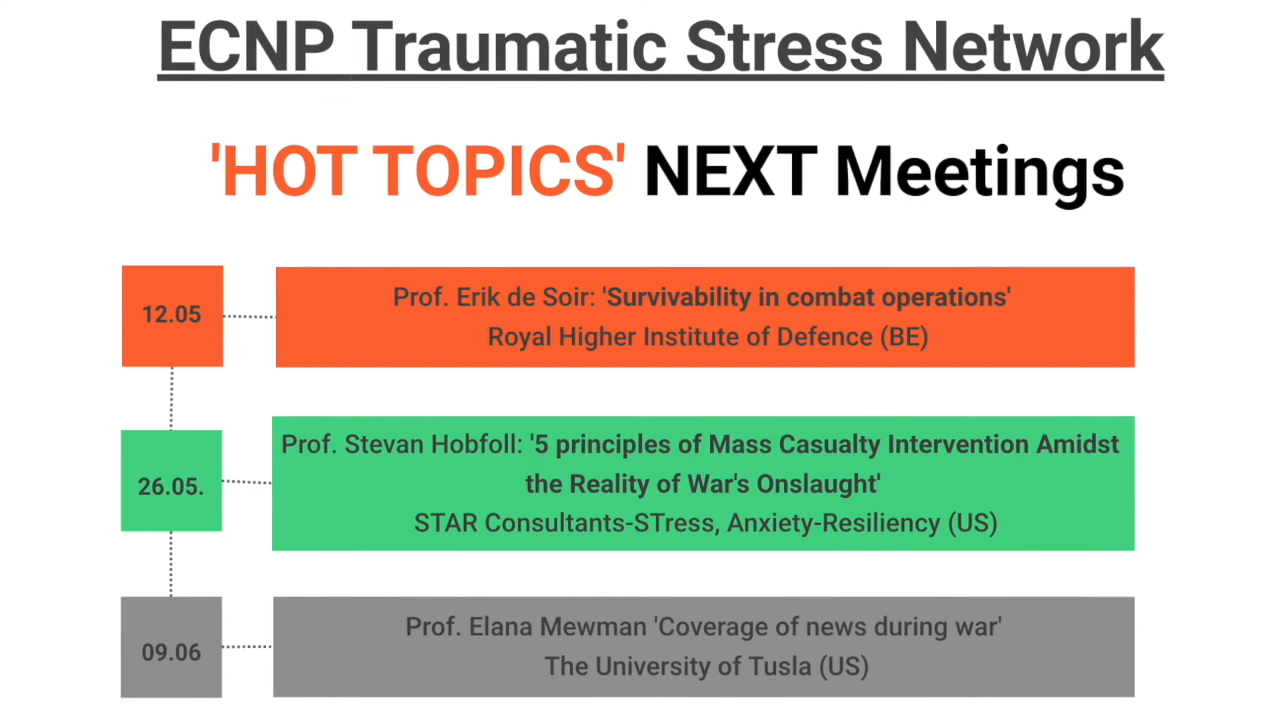 ECNP Traumatic Stress Network
'HOT TOPICS' NEXT Meetings
12.05
Prof. Erik de Soir: 'Survivability in combat operations'
Royal Higher Institute of Defence (BE)
26.05.
Prof. Stevan Hobfoll: '5 principles of Mass Casualty Intervention Amidst
the Reality of War's Onslaught'
STAR Consultants-STress, Anxiety-Resiliency (US)
09.06
Prof. Elana Mewman 'Coverage of news during war'
The University of Tusla (US)